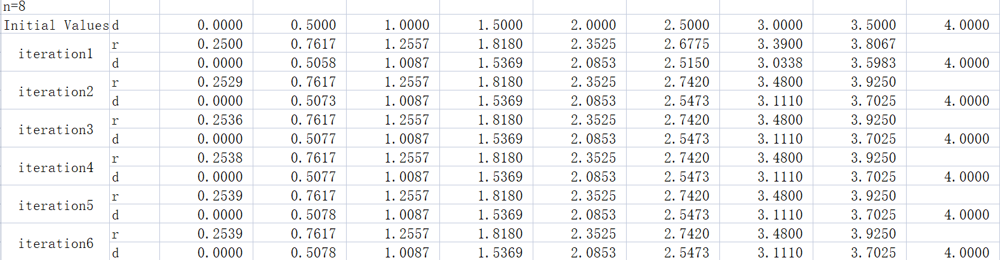 n=8
Initial Values d 0.0000 0.5000 1.0000 1.5000 2.0000 2.5000 3.0000 3.5000 4.0000
iteration1
r 0.2500 0.7617 1.2557 1.8180 2.3525 2.6775 3.3900 3.8067
d 0.0000 0.5058 1.0087 1.5369 2.0853 2.5150 3.0338 3.5983 4.0000
iteration2
r 0.2529 0.7617 1.2557 1.8180 2.3525 2.7420 3.4800 3.9250
d 0.0000 0.5073 1.0087 1.5369 2.0853 2.5473 3.1110 3.7025 4.0000
iteration3
r 0.2536 0.7617 1.2557 1.8180 2.3525 2.7420 3.4800 3.9250
d 0.0000 0.5077 1.0087 1.5369 2.0853 2.5473 3.1110 3.7025 4.0000
iteration4
r 0.2538 0.7617 1.2557 1.8180 2.3525 2.7420 3.4800 3.9250
d 0.0000 0.5077 1.0087 1.5369 2.0853 2.5473 3.1110 3.7025 4.0000
iteration5
r 0.2539 0.7617 1.2557 1.8180 2.3525 2.7420 3.4800 3.9250
d 0.0000 0.5078 1.0087 1.5369 2.0853 2.5473 3.1110 3.7025 4.0000
iteration6
r 0.2539 0.7617 1.2557 1.8180 2.3525 2.7420 3.4800 3.9250
d 0.0000 0.5078 1.0087 1.5369 2.0853 2.5473 3.1110 3.7025 4.0000